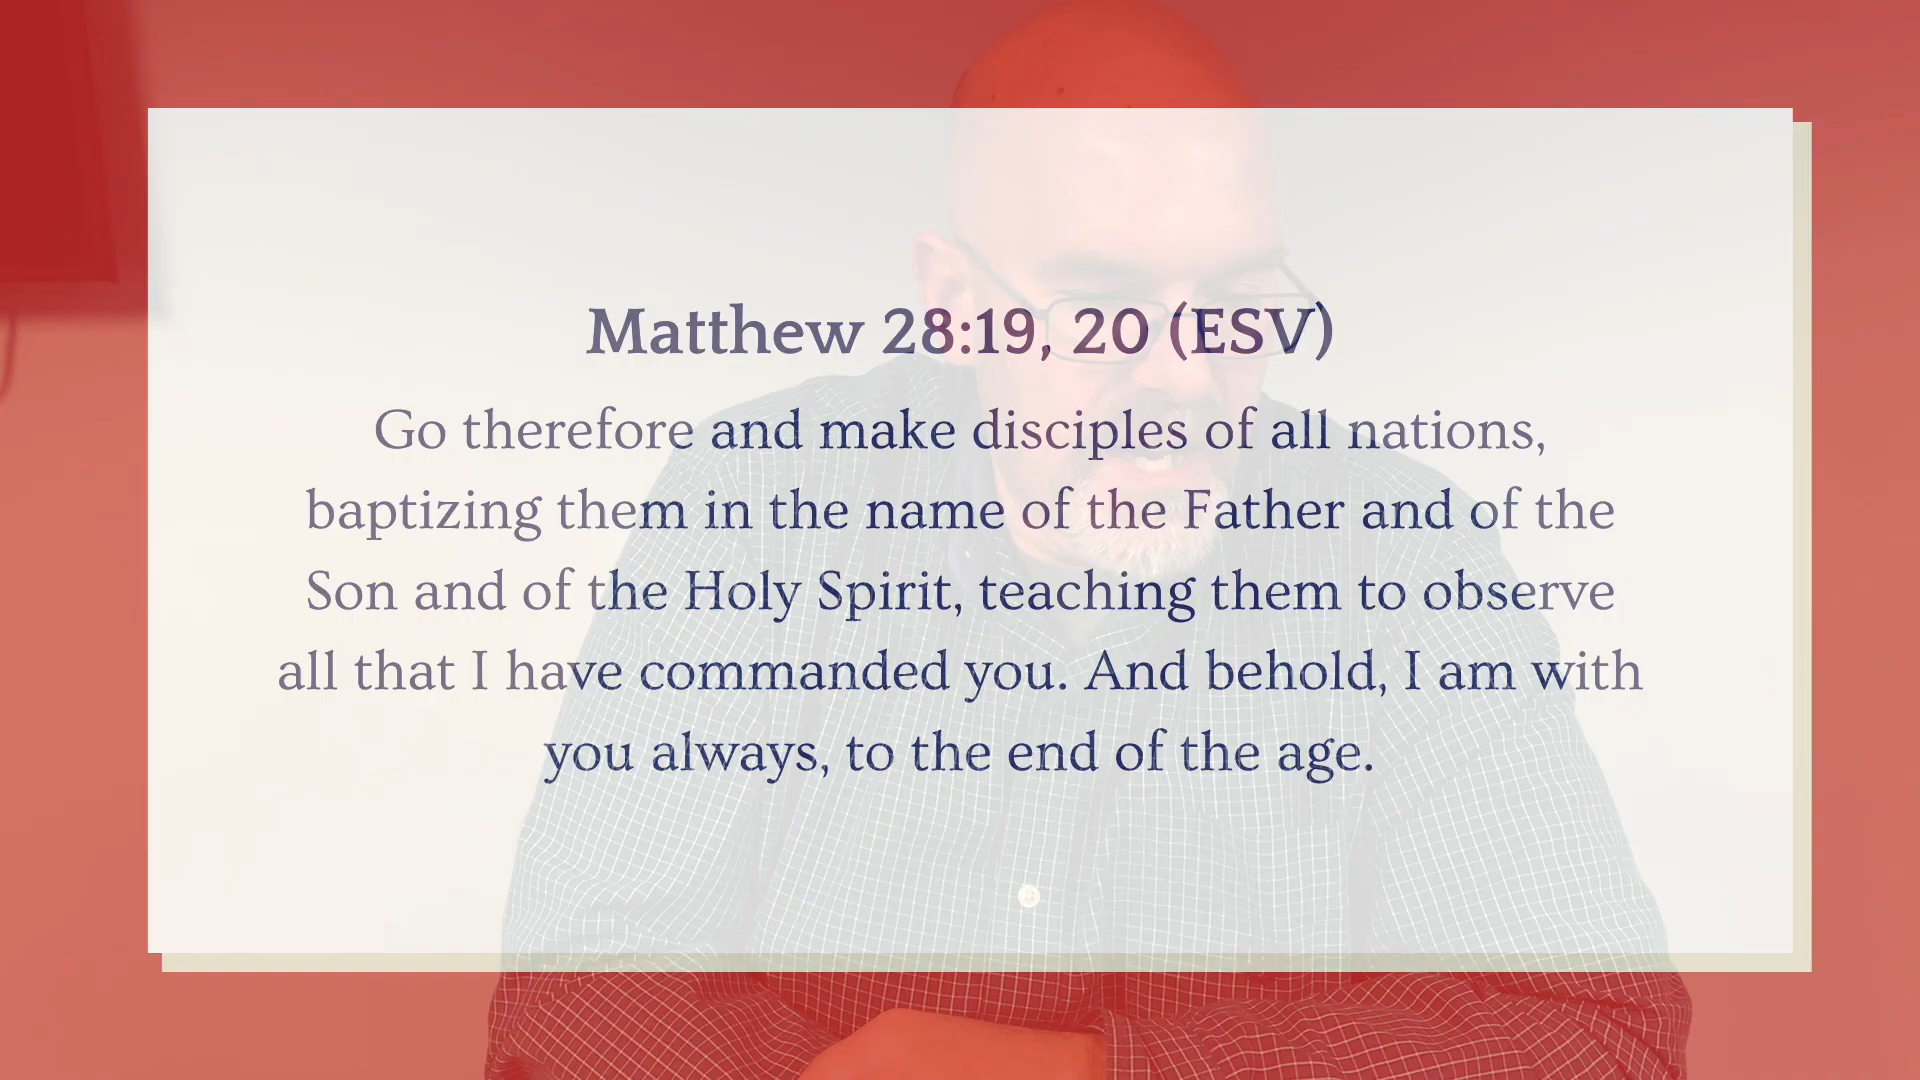 Matthew 28:19, 20 (ESV)
Go therefore and make disciples of all nations,
baptizing them in the name of the Father and of the
Son and of the Holy Spirit, teaching them to observe
all that I have commanded you. And behold, I am with
you always, to the end of the age.